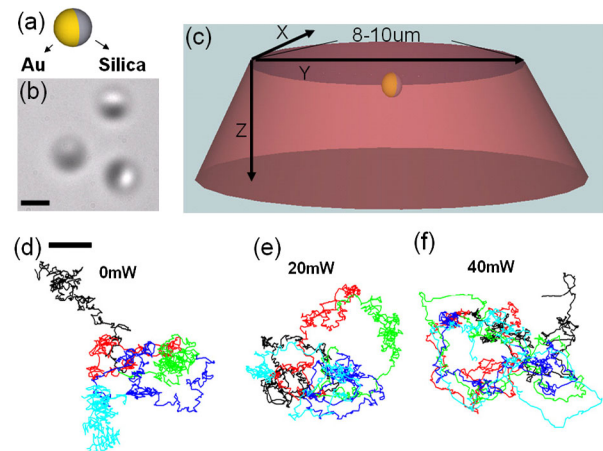 (a)
Au Silica
(b)
(c)
X
8-10um
Y
Z
(d)
0mW
(e)
20mW
(f)
40mW